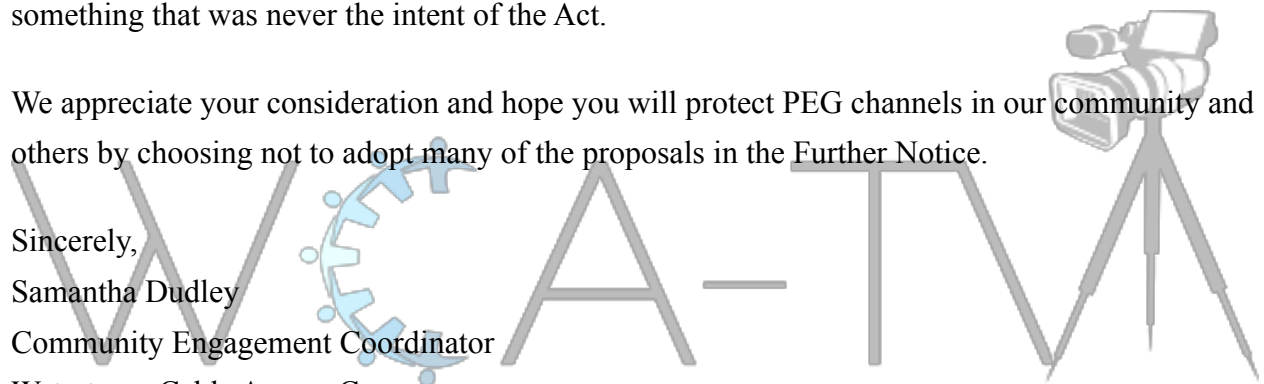 something that was never the intent of the Act.
We appreciate your consideration and hope you will protect PEG channels in our community and
others by choosing not to adopt many of the proposals in the Further Notice.
WCA-TV
Sincerely,
Samantha Dudley
Community Engagement Coordinator